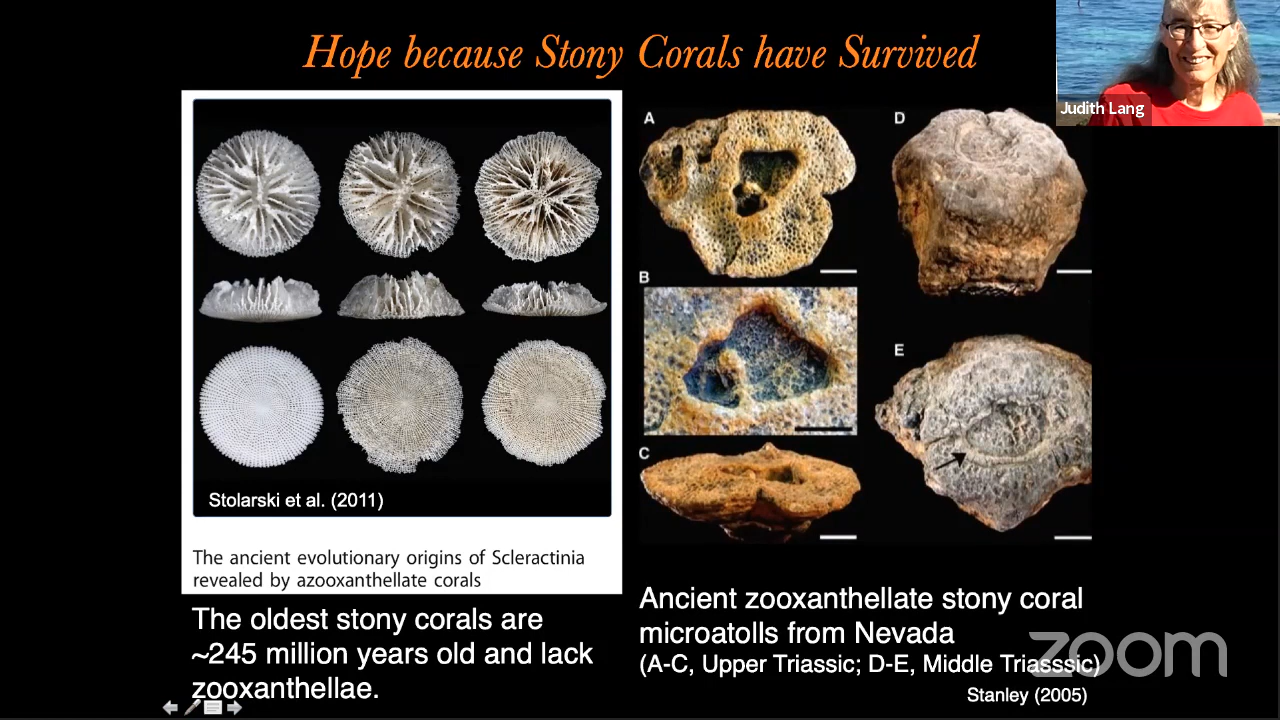 Hope because Stony Corals have Survived
Judith Lang
Stolarski et al. (2011)
The ancient evolutionary origins of Scleractinia
revealed by azooxanthellate corals
The oldest stony corals are
~245 million years old and lack
zooxanthellae.
A
B
C
D
E
Ancient zooxanthellate stony coral
microatolls from Nevada
(A-C, Upper Triassic; D-E, Middle Triasssic)
Stanley (2005)
zoom